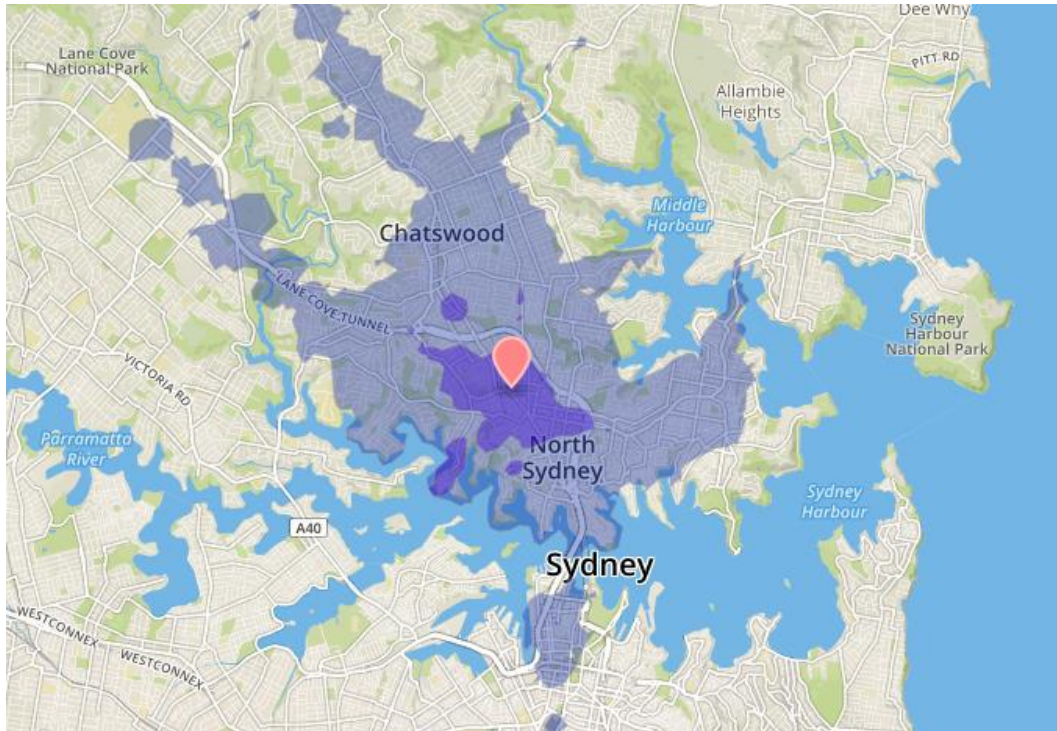 Dee Why
Lane Cove
National Park
PITT RD
Allambie
Heights
Middle
Harbour
Chatswood
LANE COVE TUNNEL
Sydney
Harbour
National Park
VICTORIA RD
Parramatta
River
North
Sydney
Sydney
Harbour
A40
Sydney
WESTCONNEX
WESTCONNEX